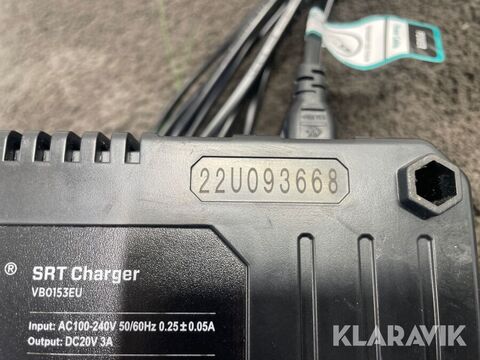 22U093668
® SRT Charger
VB0153EU
Input: AC100-240V 50/60Hz 0.25±0.05A
Output: DC20V 3A
KLARAVIK